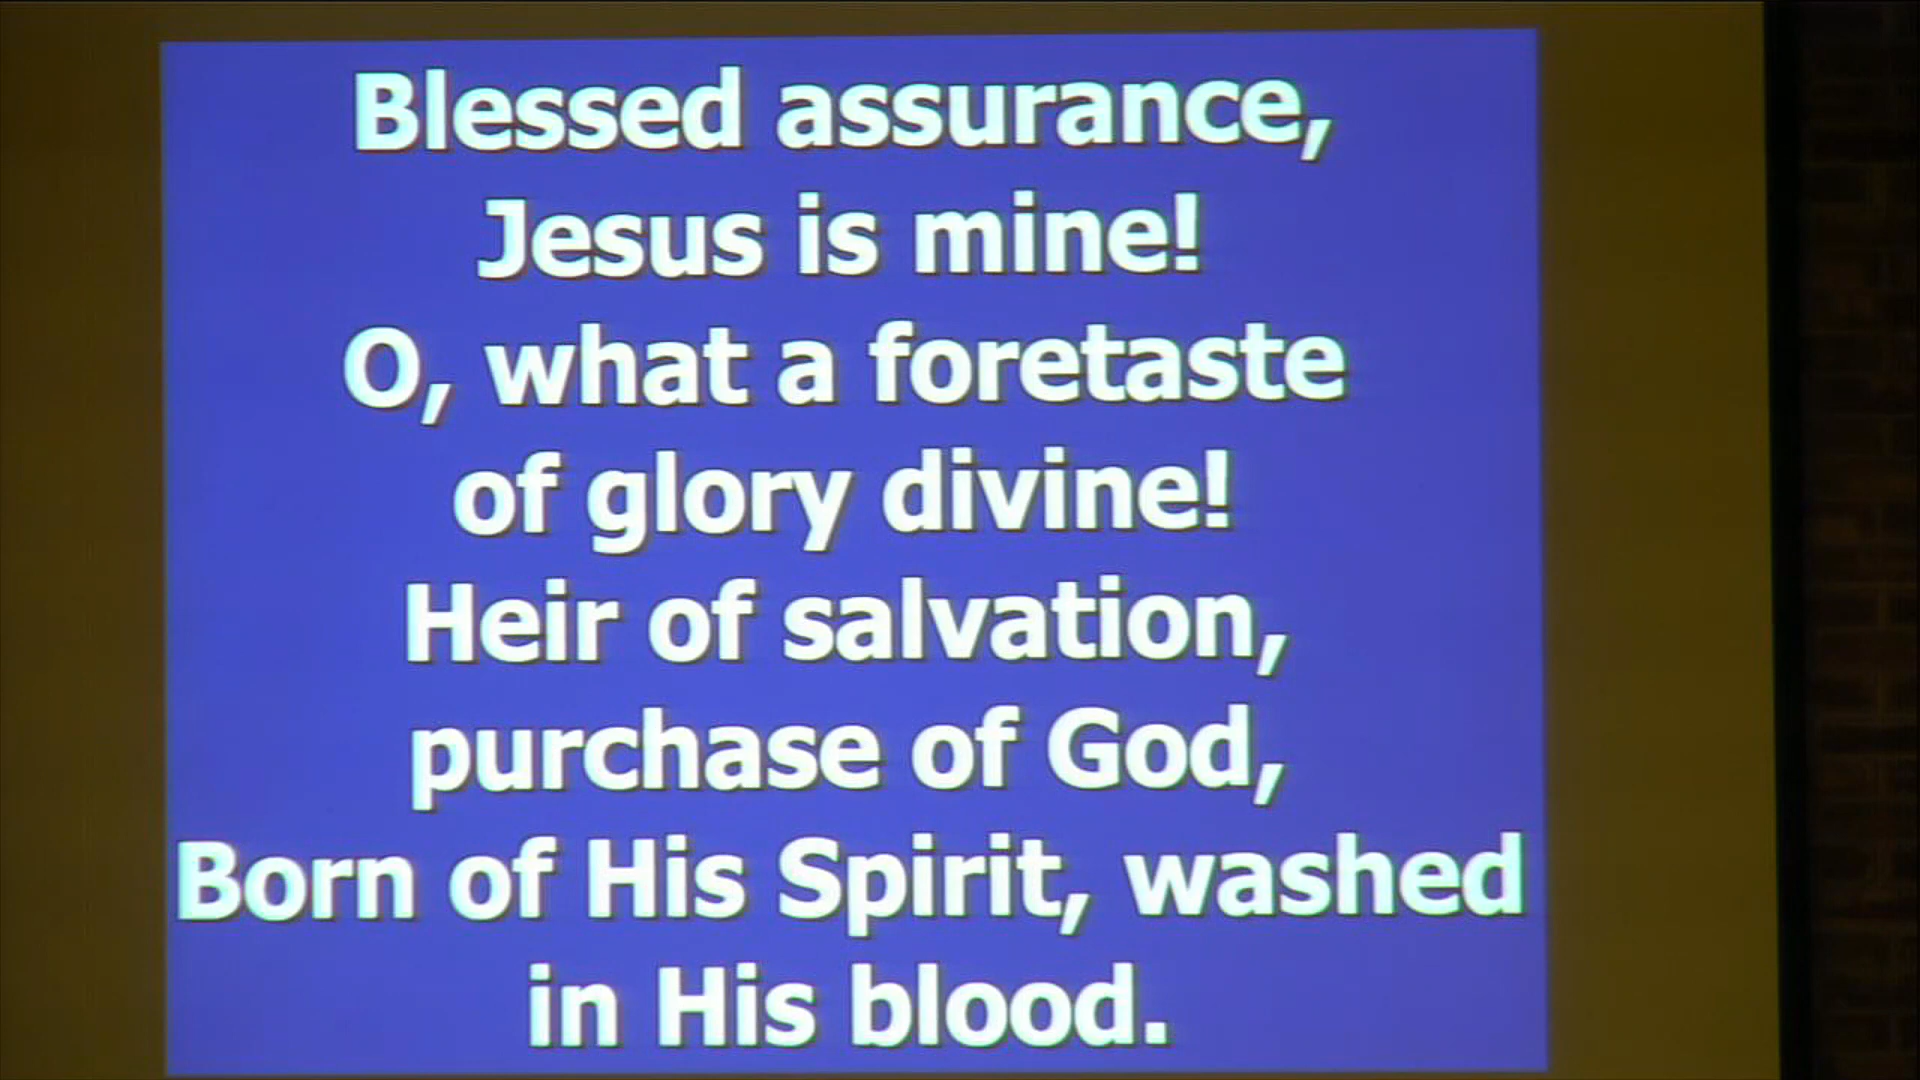 Blessed assurance,
Jesus is mine!
O, what a foretaste
of glory divine!
Heir of salvation,
purchase of God,
Born of His Spirit, washed
in His blood.